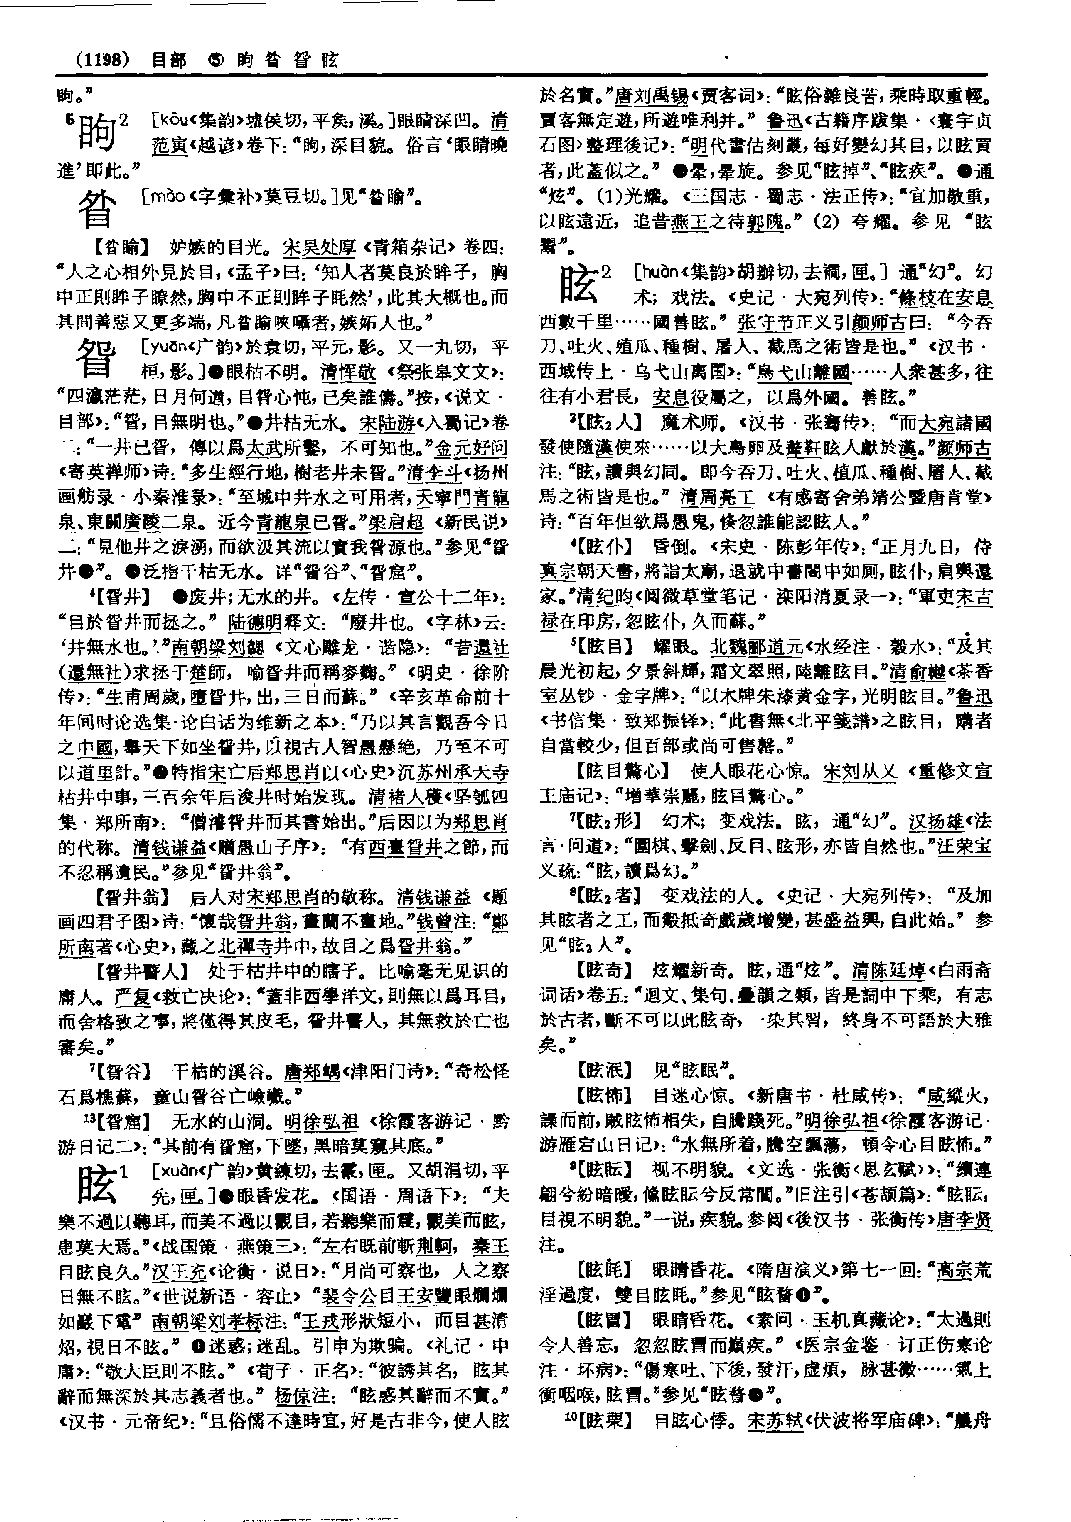 (1198) 目部 ⑤ 眗 眢 眩
眗。”
6眗2 [kōu《集韵》墟侯切,平侯,溪。]眼睛深凹。清
范寅《越谚》卷下:“眗,深目貌。俗言‘眼睛眗
進’即此。”
[mào《字彙补》莫豆切。]见“
妒嫉的目光。宋吴处厚《青箱杂记》卷四:
“人之心相外見於目,《孟子》曰:‘知人者莫良於眸子,胸
中正則眸子瞭然,胸中不正則眸子眊然’,此其大概也。而
其間善惡又更多端,凡
者,嫉妬人也。”
眢 [yuān《广韵》於袁切,平元,影。又一丸切,平
桓,影。]●眼枯不明。清恽敬《祭张皋文文》:
“四瀛茫茫,日月何遒,目眢心忳,已矣誰儔。”按,《说文·
目部》:“眢,目無明也。”●井枯无水。宋陆游《入蜀记》卷
:“一井已眢,傳以爲太武所鑿,不可知也。”金元好问
《寄英禅师》诗:“多生經行地,樹老井未眢。”清李斗《扬州
画舫录·小秦淮录》:“至城中井水之可用者,天寧門青龍
泉、東關廣陵二泉。近今青龍泉已眢。”梁启超《新民说》
二:“見他井之淚湧,而欲汲其流以實我眢源也。”参见“眢
井●”。●泛指干枯无水。详“眢谷”、“眢窟”。
4【眢井】 ●废井;无水的井。《左传·宣公十二年》:
“目於眢井而拯之。”陆德明释文:“廢井也。《字林》云:
‘井無水也。’”南朝梁刘勰《文心雕龙·谐隐》:“昔還社
(還無社)求拯于楚師,喻眢井而稱麥麴。”《明史·徐阶
传》:“生甫周歲,墮眢井,出,三日而蘇。”《辛亥革命前十
年间时论选集·论白话为维新之本》:“乃以其言觀吾今日
之中國,舉天下如坐眢井,以視古人智愚懸絶,乃至不可
以道里計。”●特指宋亡后郑思肖以《心史》沉苏州承天寺
枯井中事,三百余年后浚井时始发现。清褚人穫《坚瓠四
集·郑所南》:“僧濬眢井而其書始出。”后因以为郑思肖
的代称。清钱谦益《赠愚山子序》:“有西臺眢井之節,而
不忍稱遺民。”参见“眢井翁”。
【眢井翁】 后人对宋郑思肖的敬称。清钱谦益《题
画四君子图》诗:“懷哉眢井翁,畫蘭不畫地。”钱曾注:“鄭
所南著《心史》,藏之北禪寺井中,故目之爲眢井翁。”
【眢井瞽人】 处于枯井中的瞎子。比喻毫无见识的
庸人。严复《救亡决论》:“蓋非西學洋文,則無以爲耳目,
而舍格致之事,將僅得其皮毛,眢井瞽人,其無救於亡也
審矣。”
7【眢谷】 干枯的溪谷。唐郑嵎《津阳门诗》:“奇松怪
石爲樵蘇,童山眢谷亡嶮巇。”
13【眢窟】 无水的山洞。明徐弘祖《徐霞客游记·黔
游日记二》:“其前有眢窟,下墜,黑暗莫窺其底。”
眩1 [xuàn《广韵》黄練切,去霰,匣。又胡涓切,平
先,匣。]●眼昏发花。《国语·周语下》:“夫
樂不過以聽耳,而美不過以觀目,若聽樂而震,觀美而眩,
患莫大焉。”《战国策·燕策三》:“左右既前斬荆軻,秦王
目眩良久。”汉王充《论衡·说日》:“月尚可察也,人之察
日無不眩。”《世说新语·容止》“裴令公目王安豐眼爛爛
如巖下電”南朝梁刘孝标注:“王戎形狀短小,而目甚清
炤,視日不眩。”●迷惑;迷乱。引申为欺骗。《礼记·中
庸》:“敬大臣則不眩。”《荀子·正名》:“彼誘其名,眩其
辭而無深於其志義者也。”杨倞注:“眩惑其辭而不實。”
《汉书·元帝纪》:“且俗儒不達時宜,好是古非今,使人眩
於名實。”唐刘禹锡《贾客词》:“眩俗雜良苦,乘時取重輕。
賈客無定遊,所遊唯利并。”鲁迅《古籍序跋集·〈寰宇贞
石图〉整理後记》:“明代書估刻叢,每好變幻其目,以眩買
者,此蓋似之。”●晕,晕旋。参见“眩掉”、“眩疾”。●通
“炫”。(1)光耀。《三国志·蜀志·法正传》:“宜加敬重,
以眩遠近,追昔燕王之待郭隗。”(2)夸耀。参见“眩
鬻”。
眩2 [huàn《集韵》胡辦切,去襇,匣。]通“幻”。幻
术;戏法。《史记·大宛列传》:“條枝在安息
西數千里……國善眩。”张守节正义引颜师古曰:“今吞
刀、吐火、殖瓜、種樹、屠人、截馬之術皆是也。”《汉书·
西域传上·乌弋山离国》:“烏弋山離國……人衆甚多,往
往有小君長,安息役屬之,以爲外國。善眩。”
2【眩2人】 魔术师。《汉书·张骞传》:“而大宛諸國
發使隨漢使來……以大鳥卵及犛靬眩人獻於漢。”颜师古
注:“眩,讀與幻同。即今吞刀、吐火、植瓜、種樹、屠人、截
馬之術皆是也。”清周亮工《有感寄舍弟靖公暨唐肯堂》
诗:“百年但欲爲愚鬼,倏忽誰能認眩人。”
4【眩仆】 昏倒。《宋史·陈彭年传》:“正月九日,侍
真宗朝天書,將詣太廟,退就中書閣中如厠,眩仆,肩輿還
家。”清纪昀《阅微草堂笔记·滦阳消夏录一》:“軍吏宋吉
禄在印房,忽眩仆,久而蘇。”
5【眩目】 耀眼。北魏郦道元《水经注·榖水》:“及其
晨光初起,夕景斜輝,霜文翠照,陸離眩目。”清俞樾《茶香
室丛钞·金字牌》:“以木牌朱漆黄金字,光明眩目。”鲁迅
《书信集·致郑振铎》:“此書無《北平箋譜》之眩目,購者
自當較少,但百部或尚可售罄。”
【眩目驚心】 使人眼花心惊。宋刘从乂《重修文宣
王庙记》:“增華崇麗,眩目驚心。”
7【眩2形】 幻术;变戏法。眩,通“幻”。汉扬雄《法
言·问道》:“圍棋、擊劍、反目、眩形,亦皆自然也。”汪荣宝
义疏:“眩,讀爲幻。”
8【眩2者】 变戏法的人。《史记·大宛列传》:“及加
其眩者之工,而觳抵奇戲歲增變,甚盛益興,自此始。”参
见“眩2人”。
【眩奇】 炫耀新奇。眩,通“炫”。清陈廷焯《白雨斋
词话》卷五:“迴文、集句、疊韻之類,皆是詞中下乘,有志
於古者,斷不可以此眩奇,一染其習,終身不可語於大雅
矣。”
【眩泯】 见“眩眠”。
【眩怖】 目迷心惊。《新唐书·杜咸传》:“咸縱火,
譟而前,賊眩怖相失,自騰踐死。”明徐弘祖《徐霞客游记·
游雁宕山日记》:“水無所着,騰空飄蕩,頓令心目眩怖。”
9【眩眃】 视不明貌。《文选·张衡〈思玄赋〉》:“繽連
翩兮紛暗曖,儵眩眃兮反常閭。”旧注引《苍颉篇》:“眩眃,
目視不明貌。”一说,疾貌。参阅《後汉书·张衡传》唐李贤
注。
【眩眊】 眼睛昏花。《隋唐演义》第七一回:“高宗荒
淫過度,雙目眩眊。”参见“眩瞀❶”。
【眩冒】 眼睛昏花。《素问·玉机真藏论》:“太過則
令人善忘,忽忽眩冒而巔疾。”《医宗金鉴·订正伤寒论
注·坏病》:“傷寒吐、下後,發汗,虚煩,脉甚微……氣上
衝咽喉,眩冒。”参见“眩瞀●”。
10【眩栗】 目眩心悸。宋苏轼《伏波将军庙碑》:“艤舟